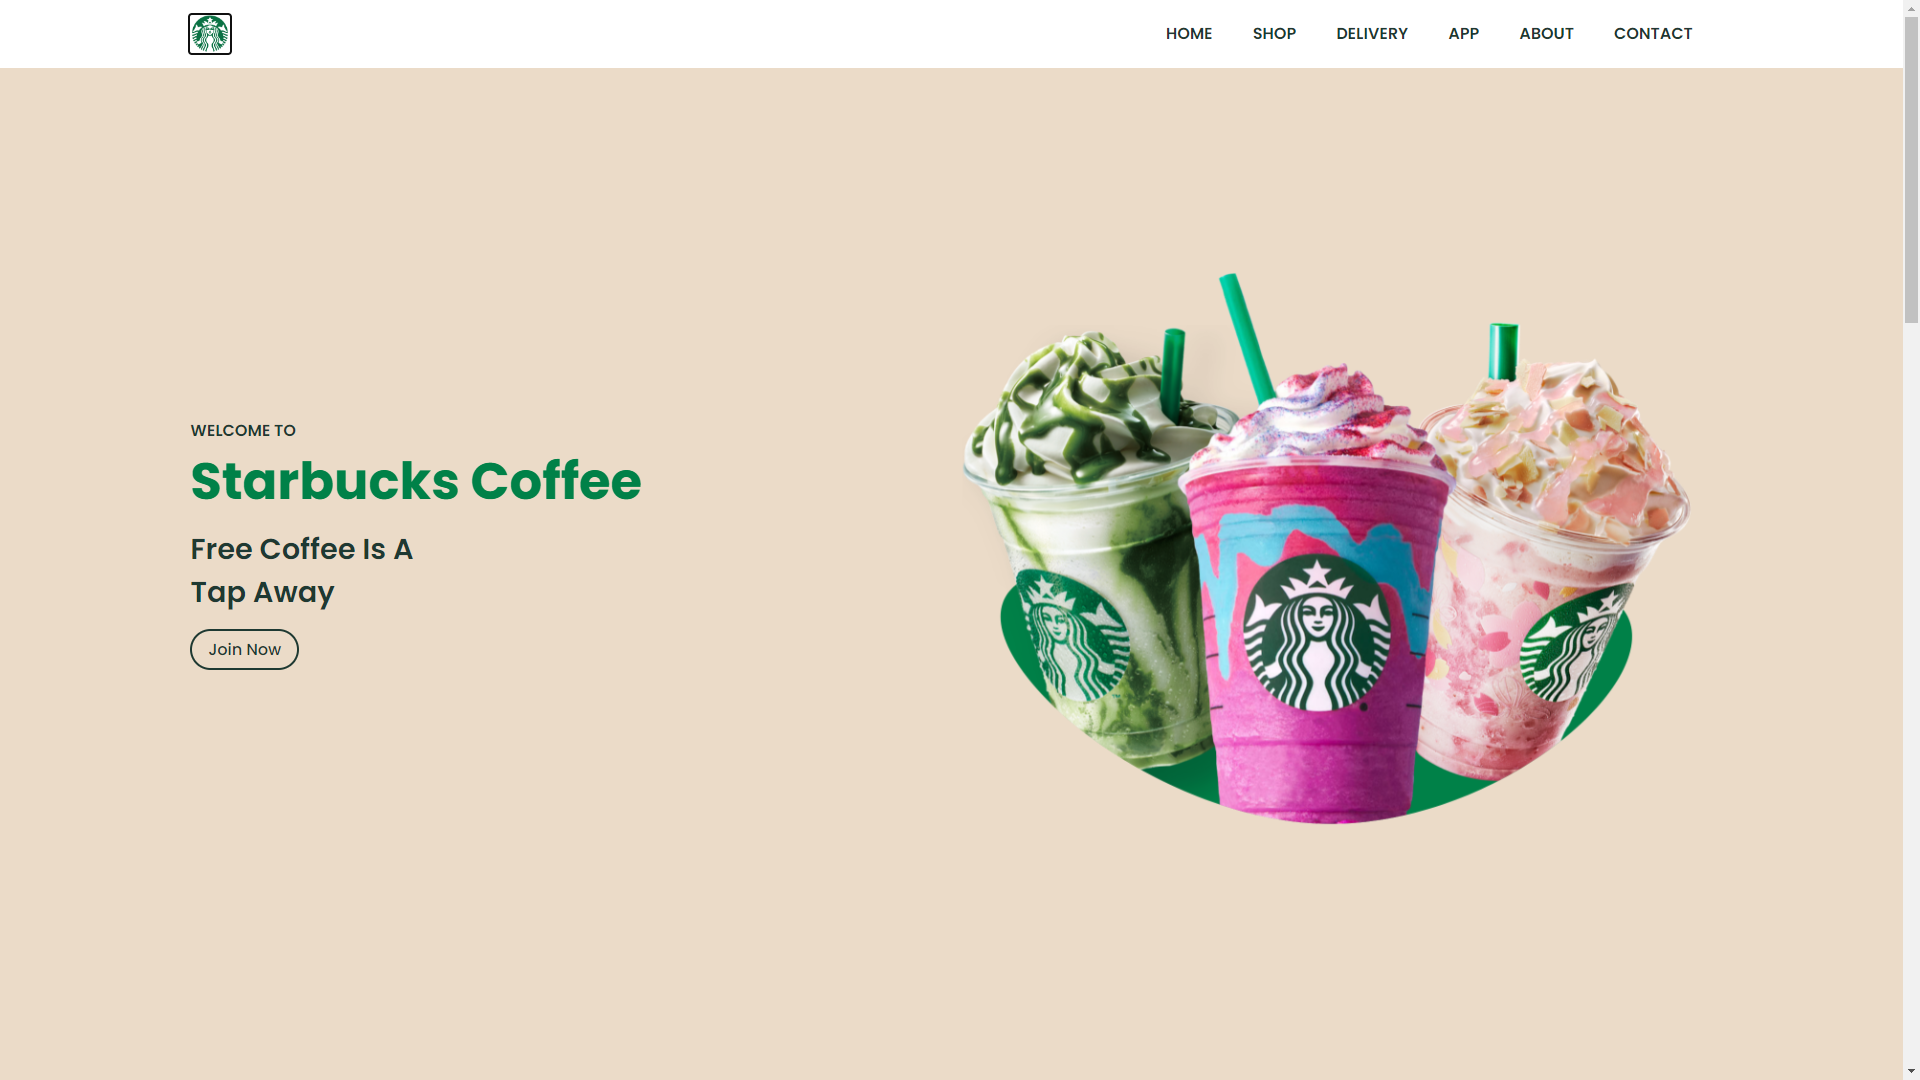 HOME SHOP DELIVERY APP ABOUT CONTACT
WELCOME TO
Starbucks Coffee
Free Coffee Is A
Tap Away
Join Now